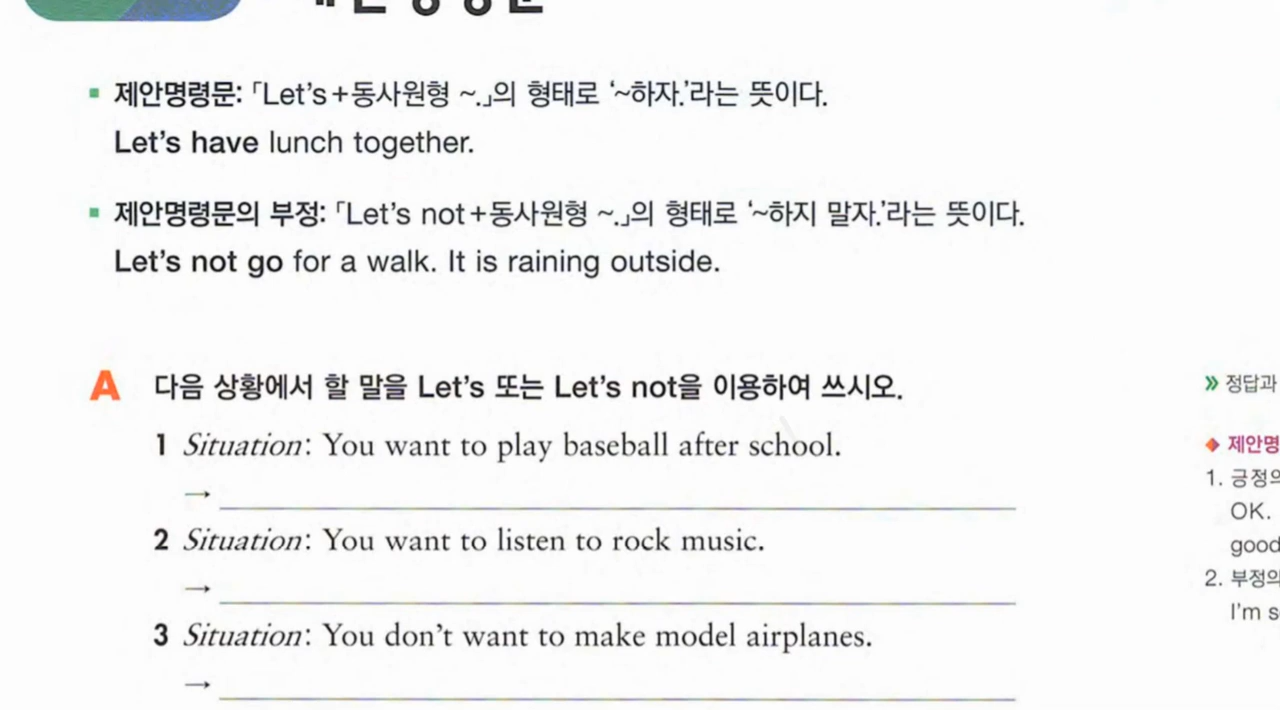 제안명령문: 「Let's+동사원형 ~.」의 형태로 '~하자.'라는 뜻이다.
Let's have lunch together.
제안명령문의 부정: 「Let's not+동사원형 ~.」의 형태로 '~하지 말자.'라는 뜻이다.
Let's not go for a walk. It is raining outside.
A 다음 상황에서 할 말을 Let's 또는 Let's not을 이용하여 쓰시오.
1 Situation: You want to play baseball after school.
→
2 Situation: You want to listen to rock music.
→
3 Situation: You don't want to make model airplanes.
→
» 정답과
◆ 제안명
1. 긍정의
OK.
good
2. 부정의
I'm s